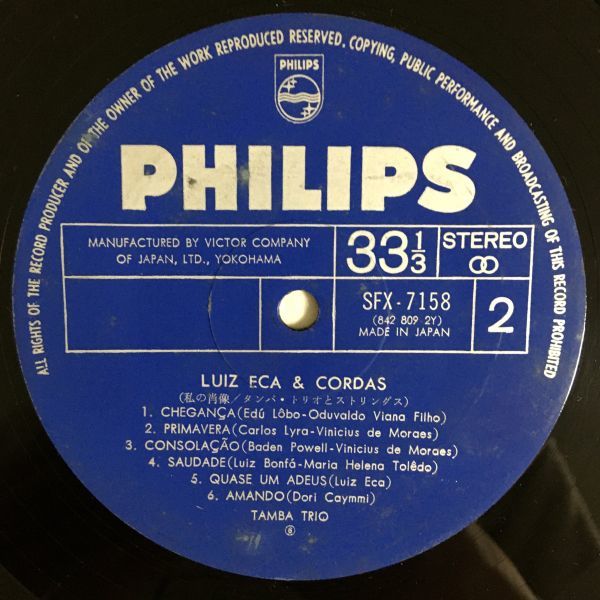 ALL RIGHTS OF THE RECORD PRODUCER AND OF THE OWNER OF THE WORK REPRODUCED RESERVED. COPYING, PUBLIC PERFORMANCE AND BROADCASTING OF THIS RECORD PROHIBITED
PHILIPS
PHILIPS
MANUFACTURED BY VICTOR COMPANY
OF JAPAN, LTD., YOKOHAMA
33 1/3
STEREO
SFX-7158
(842 809 2Y)
MADE IN JAPAN
2
LUIZ ECA & CORDAS
(私の肖像/タンバ・トリオとストリングス)
1. CHEGANÇA(Edú Lôbo-Oduvaldo Viana Filho)
2. PRIMAVERA(Carlos Lyra-Vinicius de Moraes)
3. CONSOLAÇÃO(Baden Powell-Vinicius de Moraes)
4. SAUDADE(Luiz Bonfá-Maria Helena Tolêdo)
5. QUASE UM ADEUS(Luiz Eca)
6. AMANDO(Dori Caymmi)
TAMBA TRIO